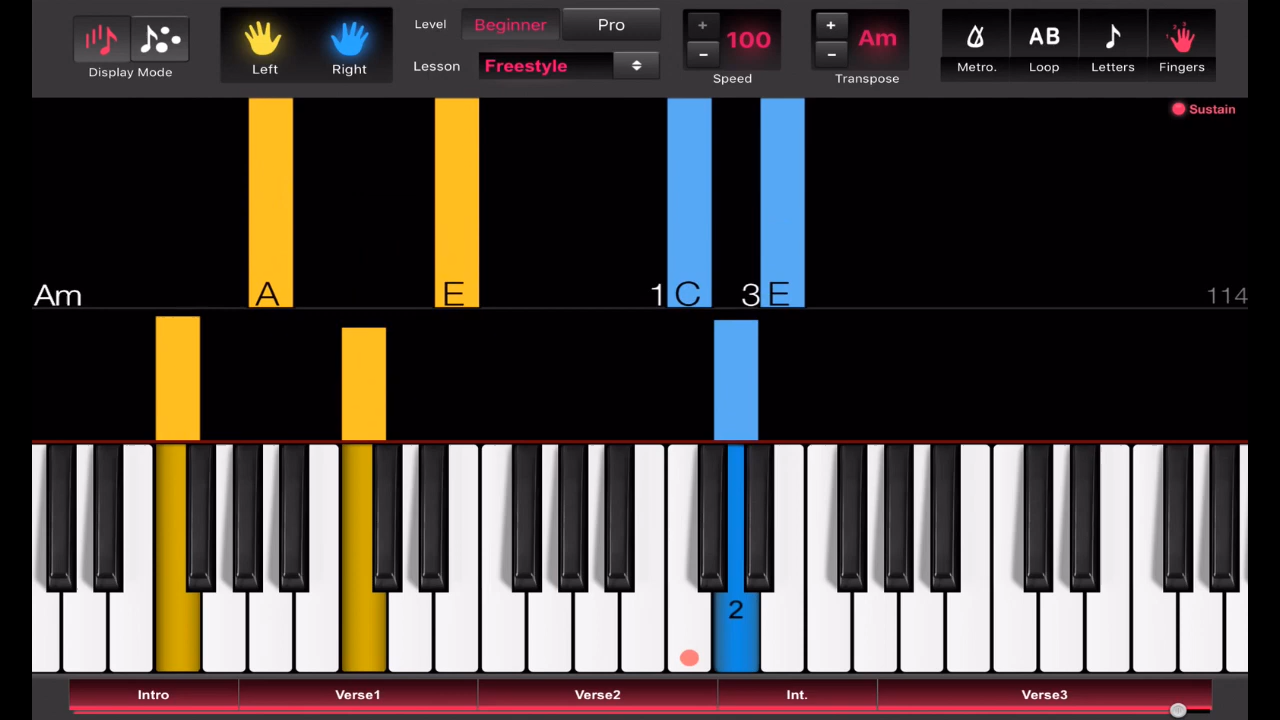 Level Beginner Pro
Lesson Freestyle
Display Mode
Left Right
+ 100 -
Speed
+ Am -
Transpose
AB
Metro. Loop Letters Fingers
Sustain
Am A E 1 C 3 E 114
2
Intro Verse1 Verse2 Int. Verse3